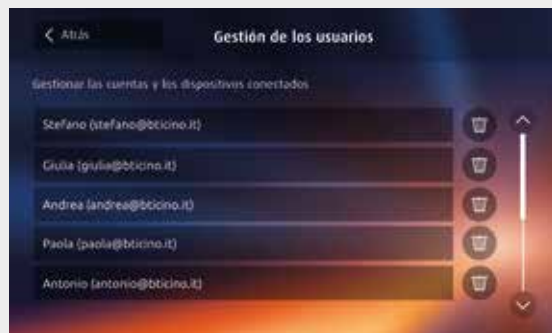 Atrás
Gestión de los usuarios
Gestionar las cuentas y los dispositivos conectados
Stefano (stefano@bticino.it)
Giulia (giulia@bticino.it)
Andrea (andrea@bticino.it)
Paola (paola@bticino.it)
Antonio (antonio@bticino.it)